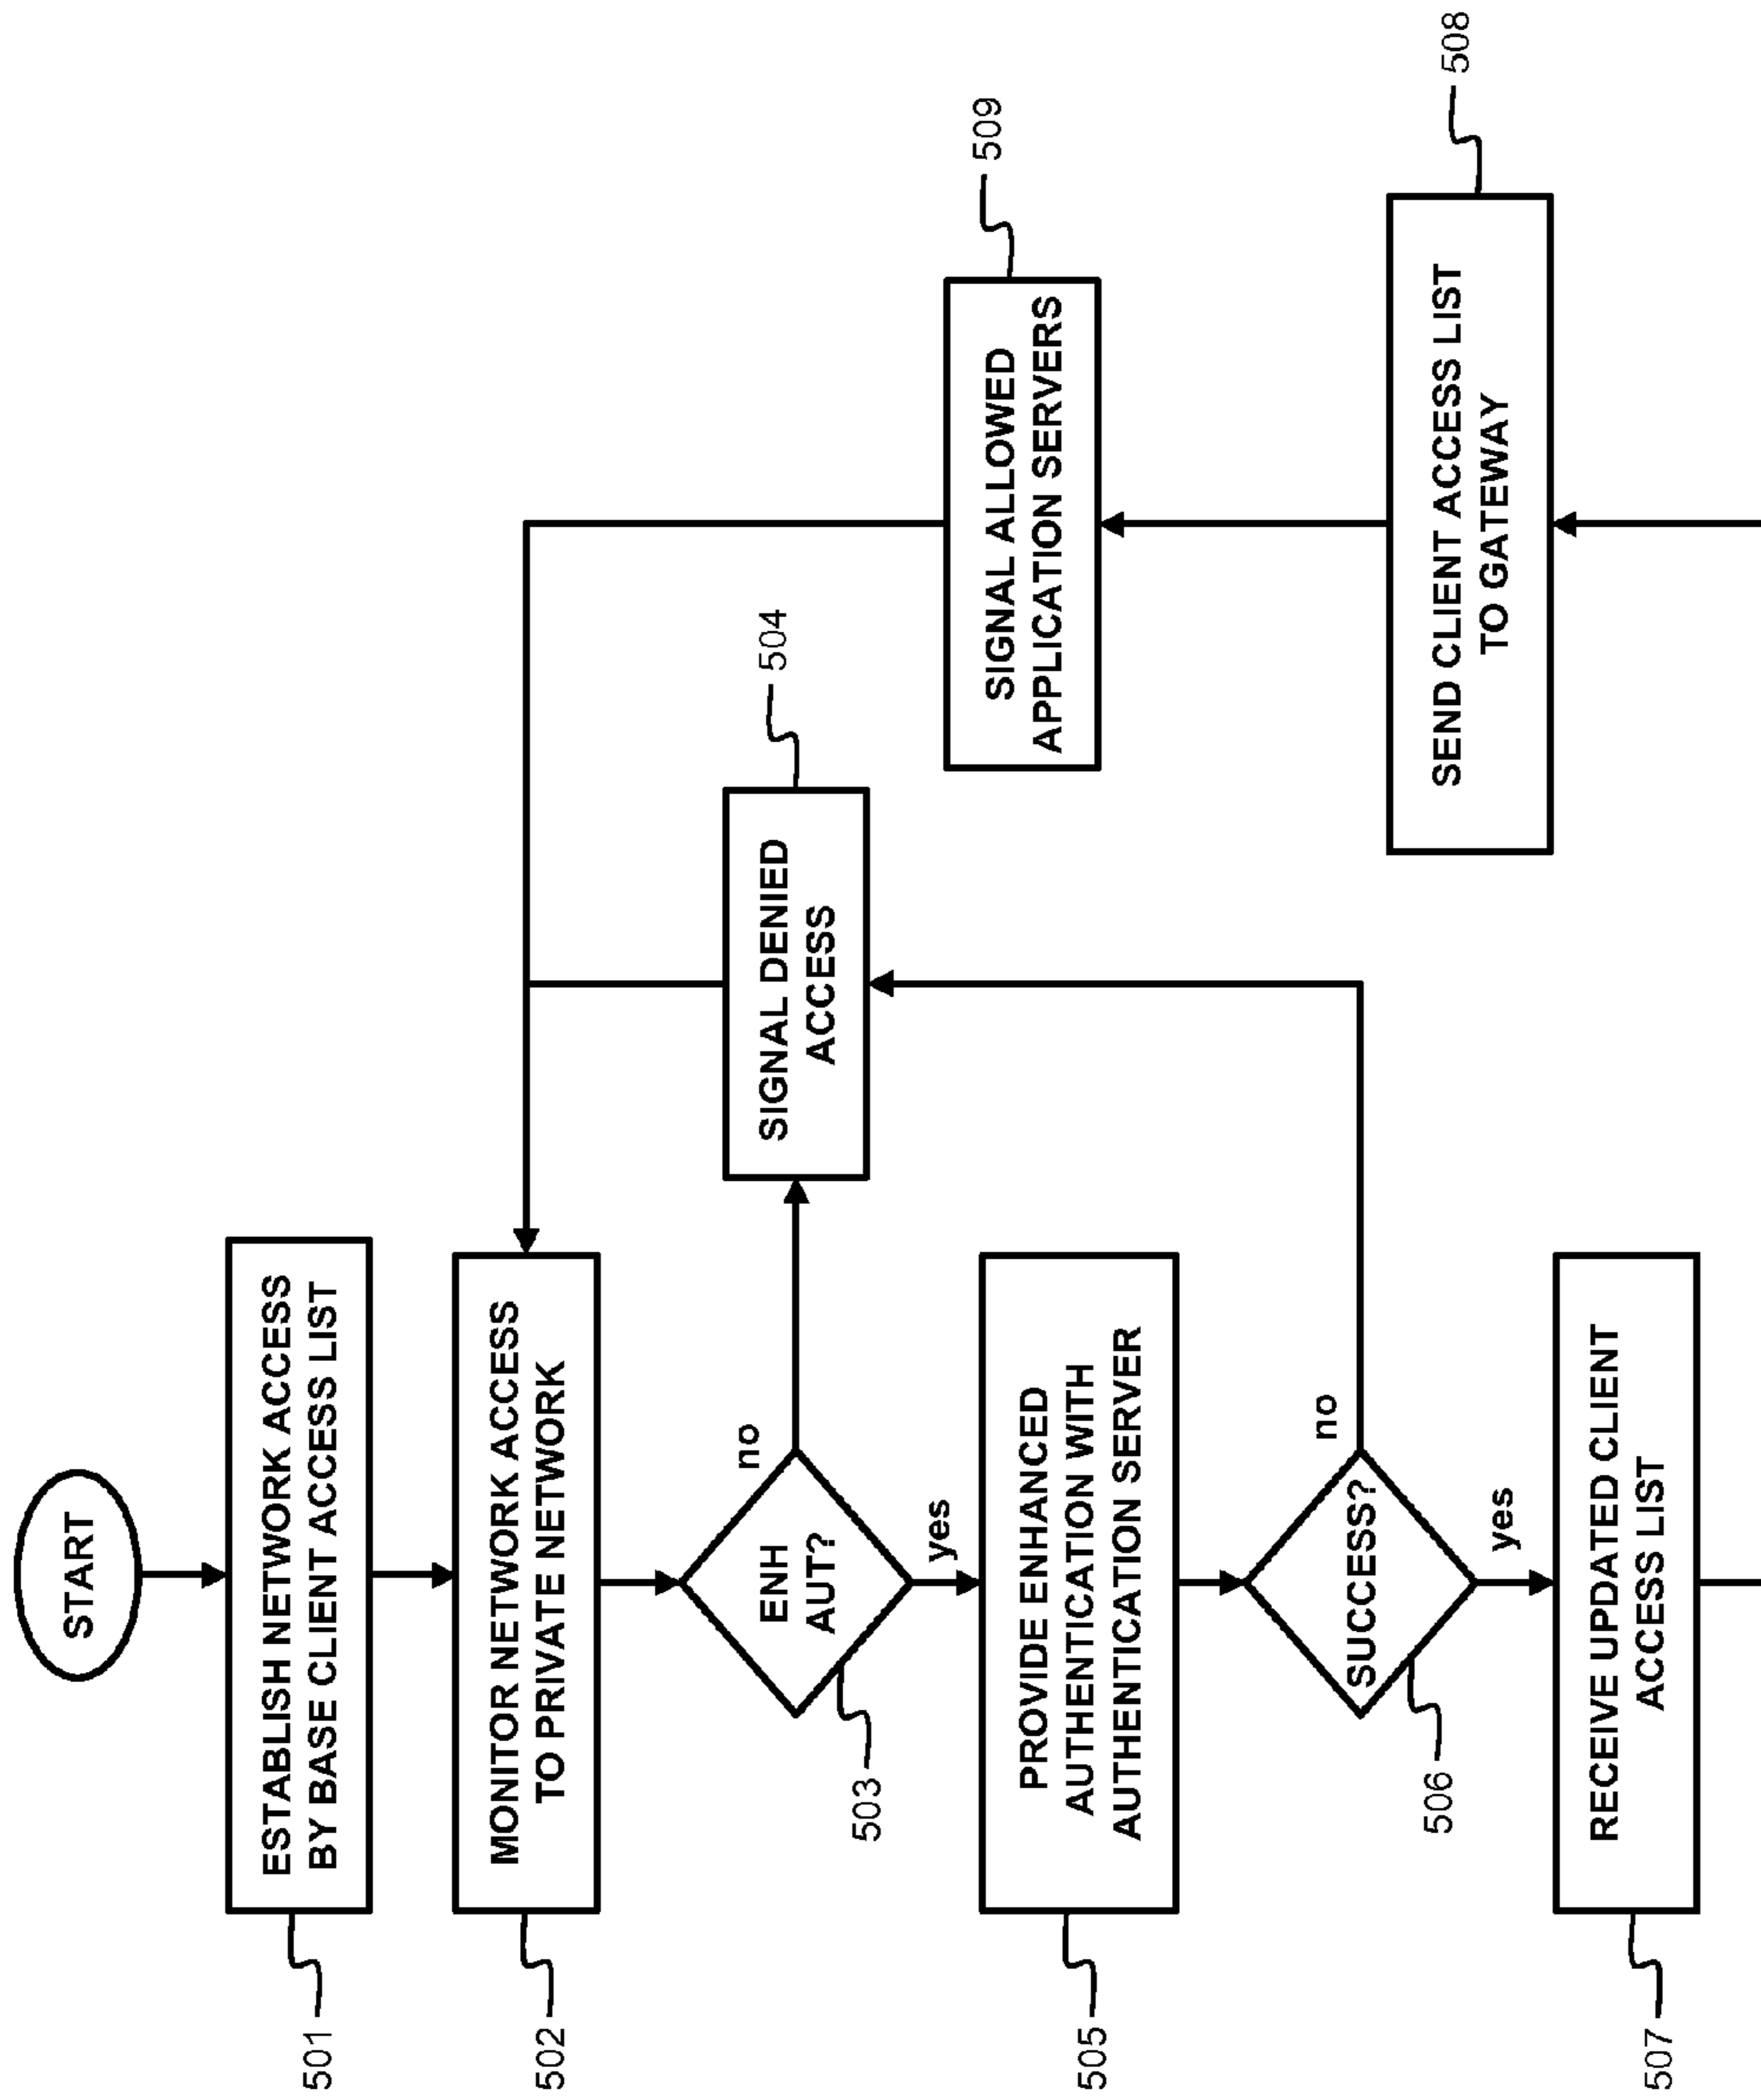 START
ESTABLISH NETWORK ACCESS
BY BASE CLIENT ACCESS LIST
501
MONITOR NETWORK ACCESS
TO PRIVATE NETWORK
502
ENH
AUT?
503
no
yes
SIGNAL DENIED
ACCESS
504
PROVIDE ENHANCED
AUTHENTICATION WITH
AUTHENTICATION SERVER
505
SUCCESS?
506
no
yes
RECEIVE UPDATED CLIENT
ACCESS LIST
507
SEND CLIENT ACCESS LIST
TO GATEWAY
508
SIGNAL ALLOWED
APPLICATION SERVERS
509